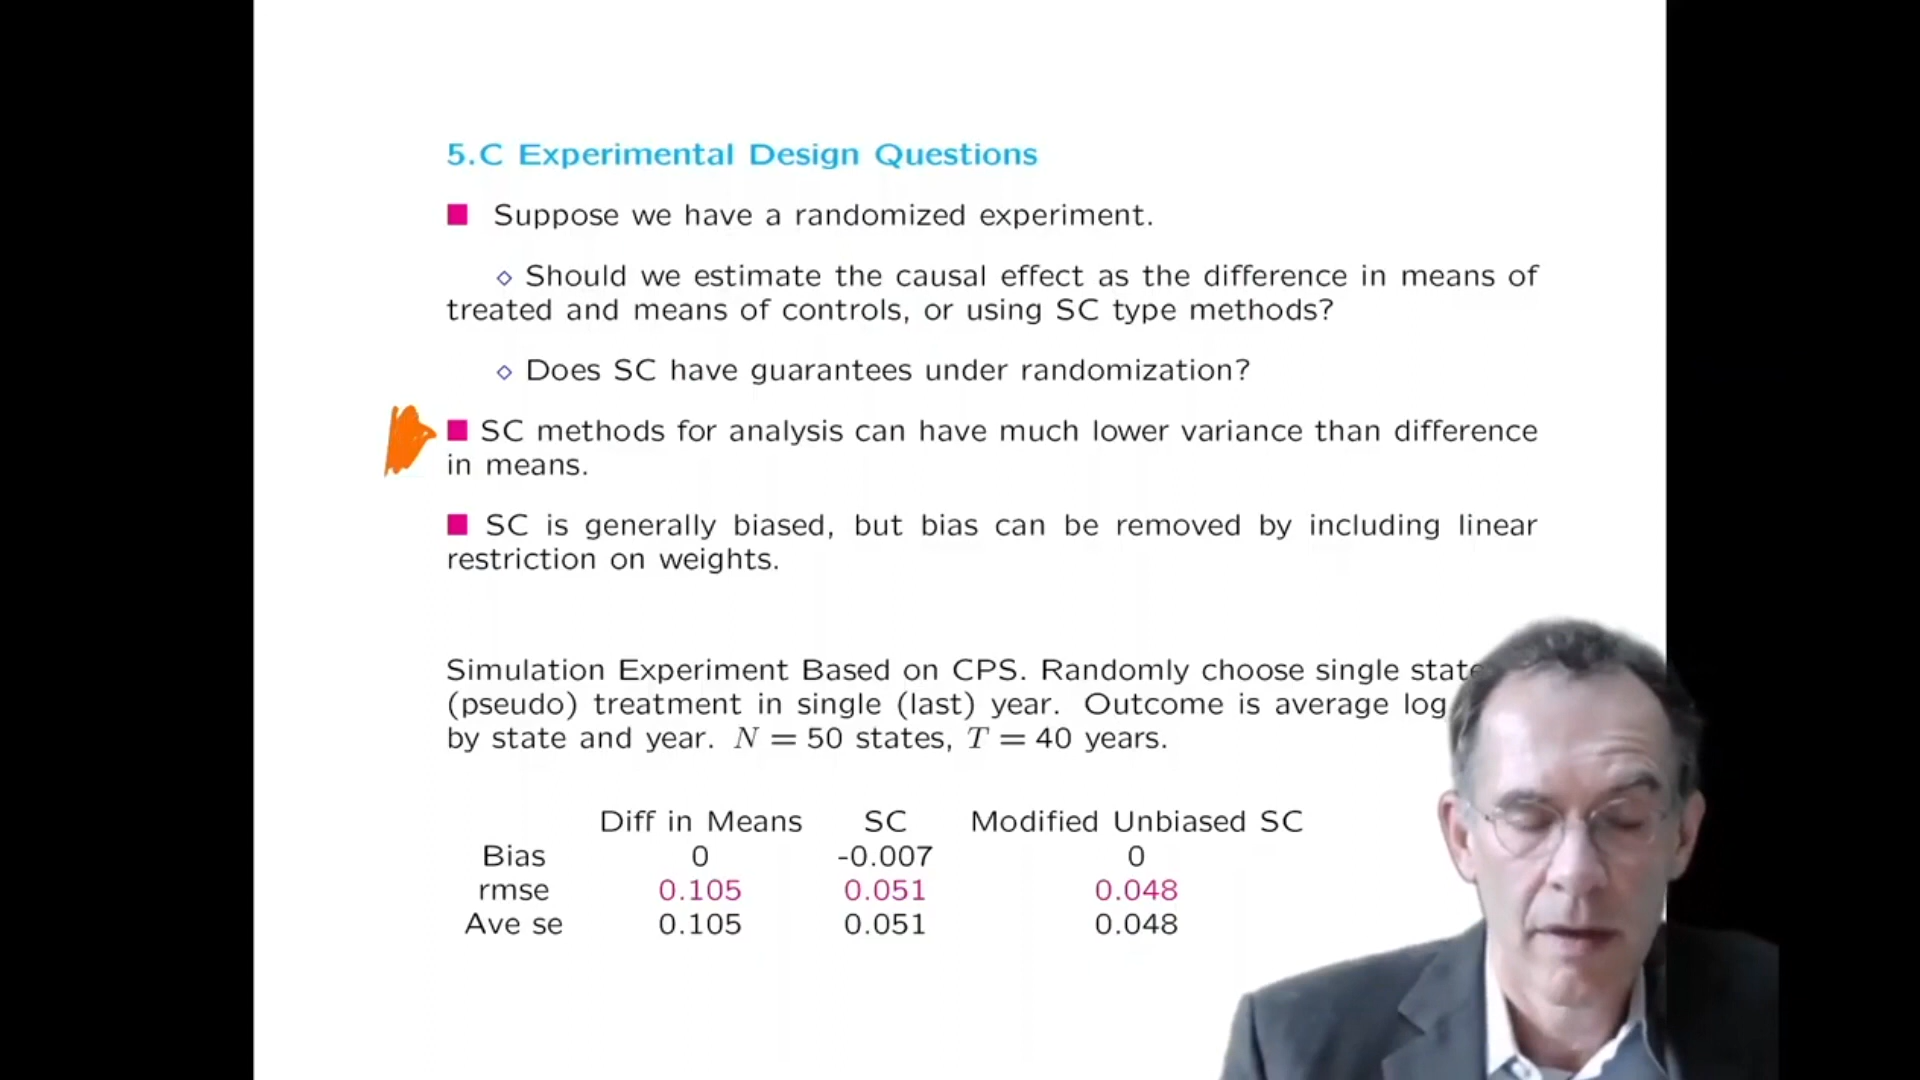 5.C Experimental Design Questions
■ Suppose we have a randomized experiment.
⋄ Should we estimate the causal effect as the difference in means of
treated and means of controls, or using SC type methods?
⋄ Does SC have guarantees under randomization?
■ SC methods for analysis can have much lower variance than difference
in means.
■ SC is generally biased, but bias can be removed by including linear
restriction on weights.
Simulation Experiment Based on CPS. Randomly choose single state
(pseudo) treatment in single (last) year. Outcome is average log
by state and year. N = 50 states, T = 40 years.
Diff in Means SC Modified Unbiased SC
Bias 0 -0.007 0
rmse 0.105 0.051 0.048
Ave se 0.105 0.051 0.048